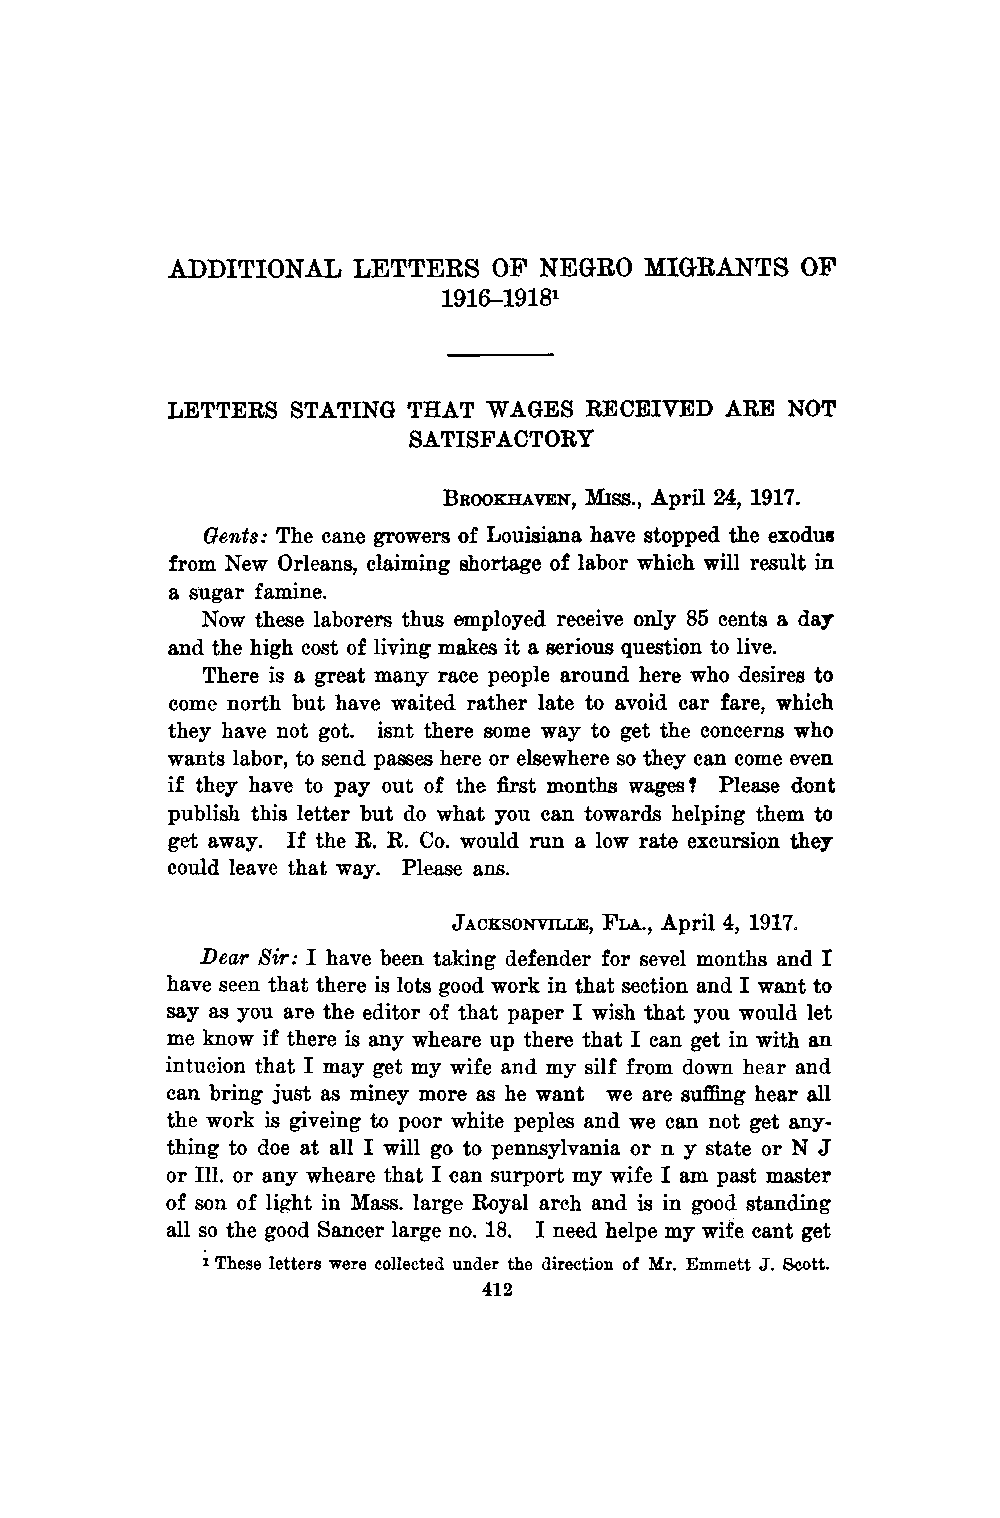 ADDITIONAL LETTERS OF NEGRO MIGRANTS OF
1916–1918¹
LETTERS STATING THAT WAGES RECEIVED ARE NOT
SATISFACTORY
BROOKHAVEN, MISS., April 24, 1917.
Gents: The cane growers of Louisiana have stopped the exodus
from New Orleans, claiming shortage of labor which will result in
a sugar famine.
Now these laborers thus employed receive only 85 cents a day
and the high cost of living makes it a serious question to live.
There is a great many race people around here who desires to
come north but have waited rather late to avoid car fare, which
they have not got. isnt there some way to get the concerns who
wants labor, to send passes here or elsewhere so they can come even
if they have to pay out of the first months wages? Please dont
publish this letter but do what you can towards helping them to
get away. If the R. R. Co. would run a low rate excursion they
could leave that way. Please ans.
JACKSONVILLE, FLA., April 4, 1917.
Dear Sir: I have been taking defender for sevel months and I
have seen that there is lots good work in that section and I want to
say as you are the editor of that paper I wish that you would let
me know if there is any wheare up there that I can get in with an
intucion that I may get my wife and my silf from down hear and
can bring just as miney more as he want we are suffing hear all
the work is giveing to poor white peples and we can not get any-
thing to doe at all I will go to pennsylvania or n y state or N J
or Ill. or any wheare that I can surport my wife I am past master
of son of light in Mass. large Royal arch and is in good standing
all so the good Sancer large no. 18. I need helpe my wife cant get
¹ These letters were collected under the direction of Mr. Emmett J. Scott.
412